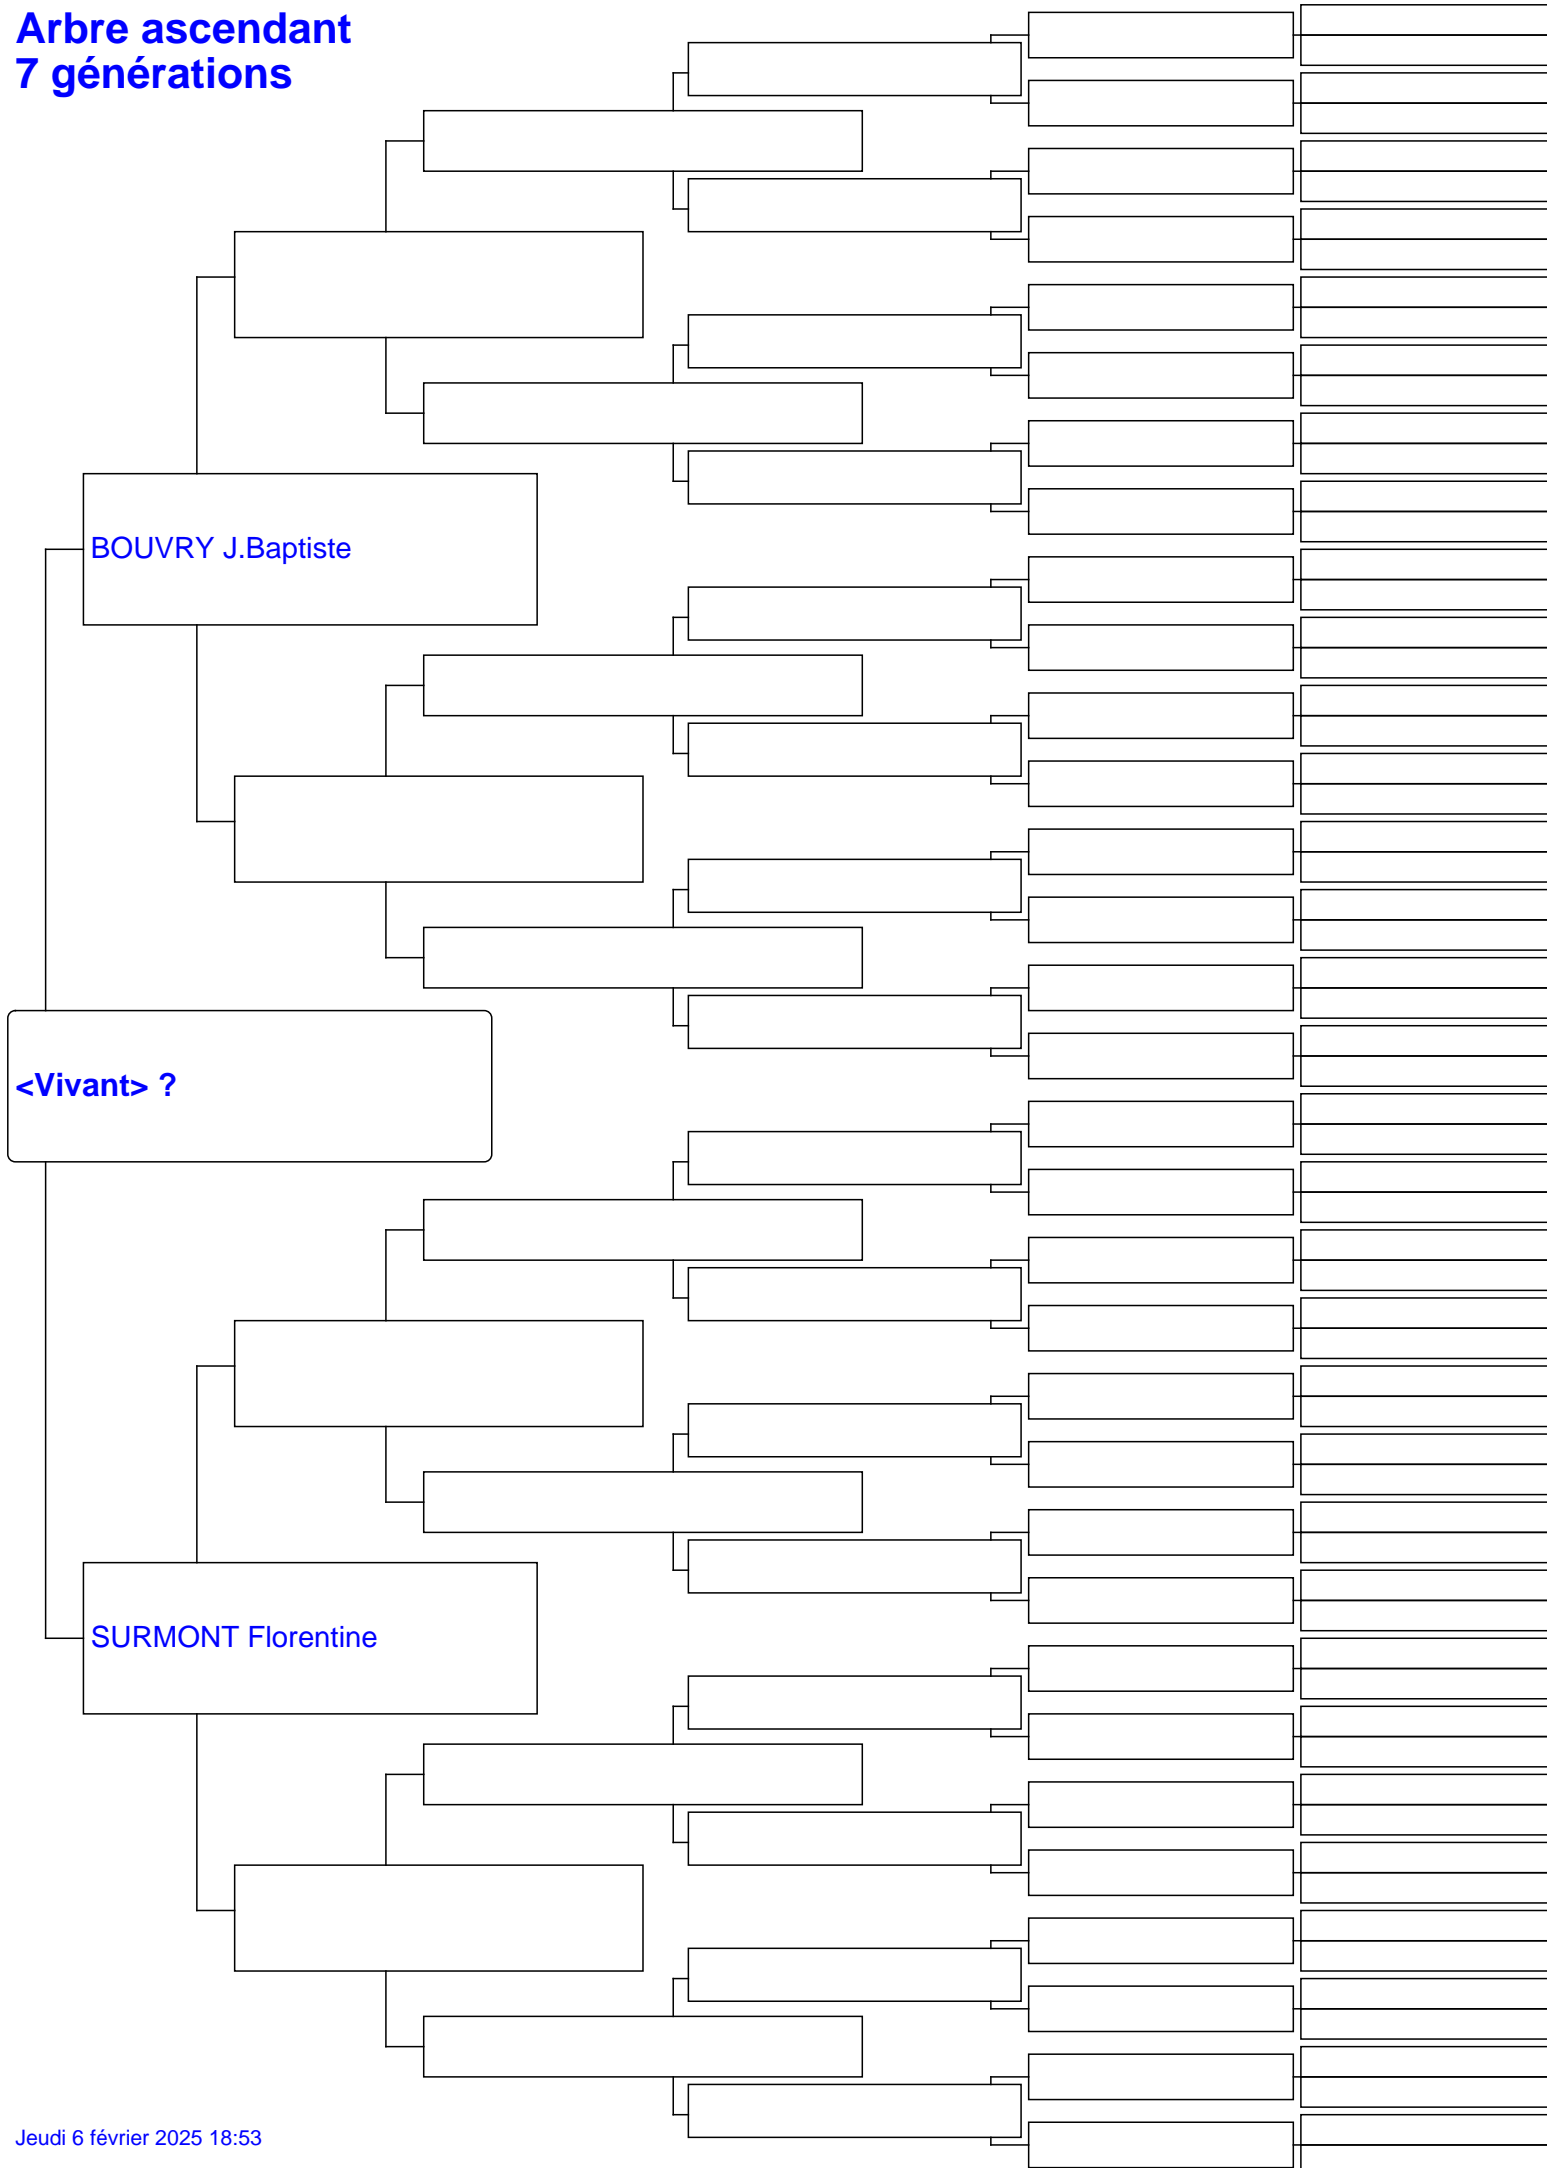 Arbre ascendant
7 générations
BOUVRY J.Baptiste
<Vivant> ?
SURMONT Florentine
Jeudi 6 février 2025 18:53